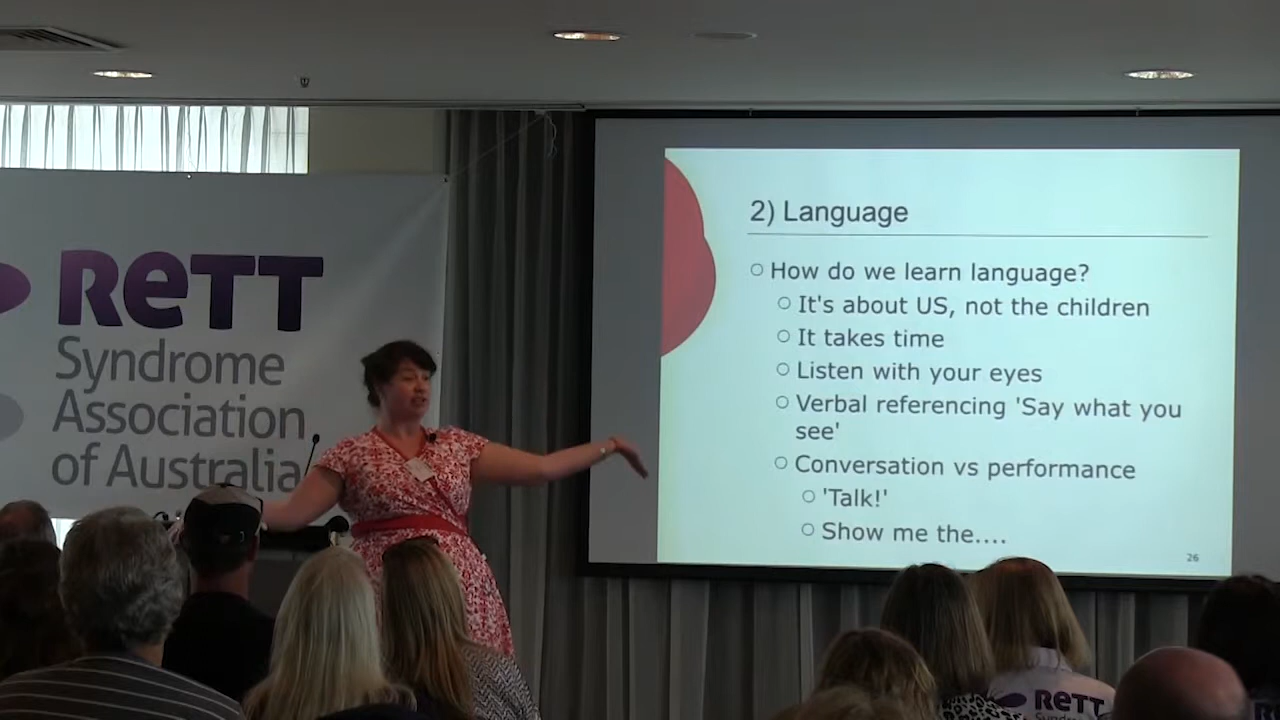 RETT
Syndrome
Association
of Australia
2) Language
How do we learn language?
It's about US, not the children
It takes time
Listen with your eyes
Verbal referencing 'Say what you
see'
Conversation vs performance
'Talk!'
Show me the....
26
RETT